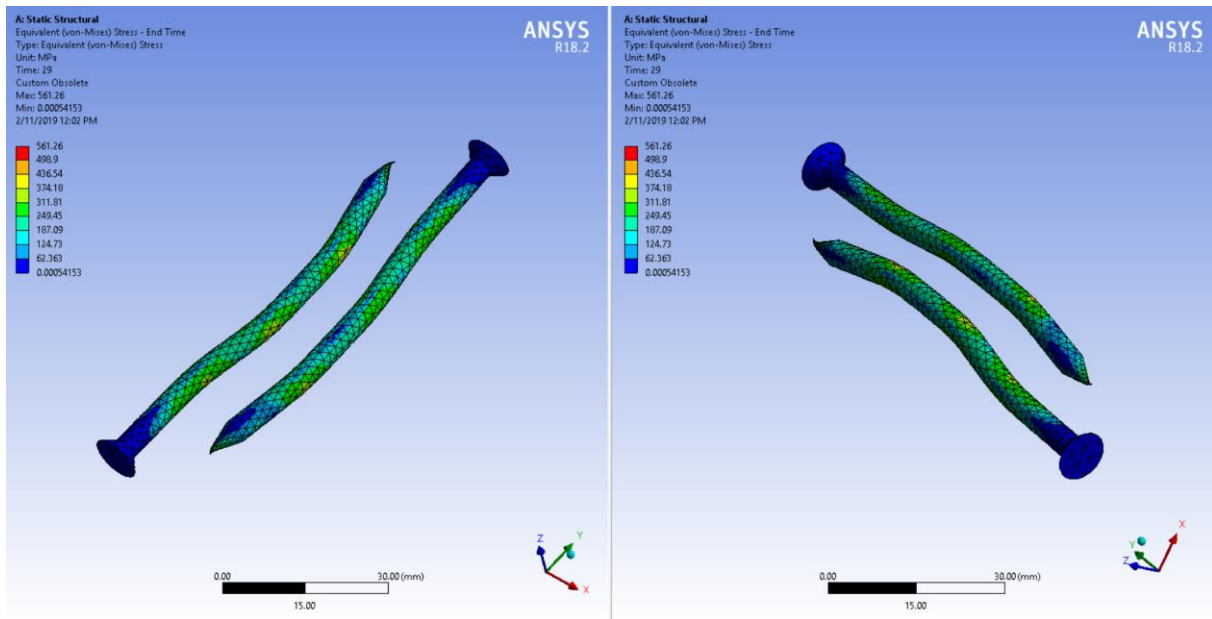 A: Static Structural
Equivalent (von-Mises) Stress - End Time
Type: Equivalent (von-Mises) Stress
Unit: MPa
Time: 29
Custom Obsolete
Max: 561.26
Min: 0.00054153
2/11/2019 12:02 PM
ANSYS
R18.2
561.26
498.9
436.54
374.18
311.81
249.45
187.09
124.73
62.363
0.00054153
Z
Y
X
0.00
30.00 (mm)
15.00
A: Static Structural
Equivalent (von-Mises) Stress - End Time
Type: Equivalent (von-Mises) Stress
Unit: MPa
Time: 29
Custom Obsolete
Max: 561.26
Min: 0.00054153
2/11/2019 12:02 PM
ANSYS
R18.2
561.26
498.9
436.54
374.18
311.81
249.45
187.09
124.73
62.363
0.00054153
X
Y
Z
0.00
30.00 (mm)
15.00